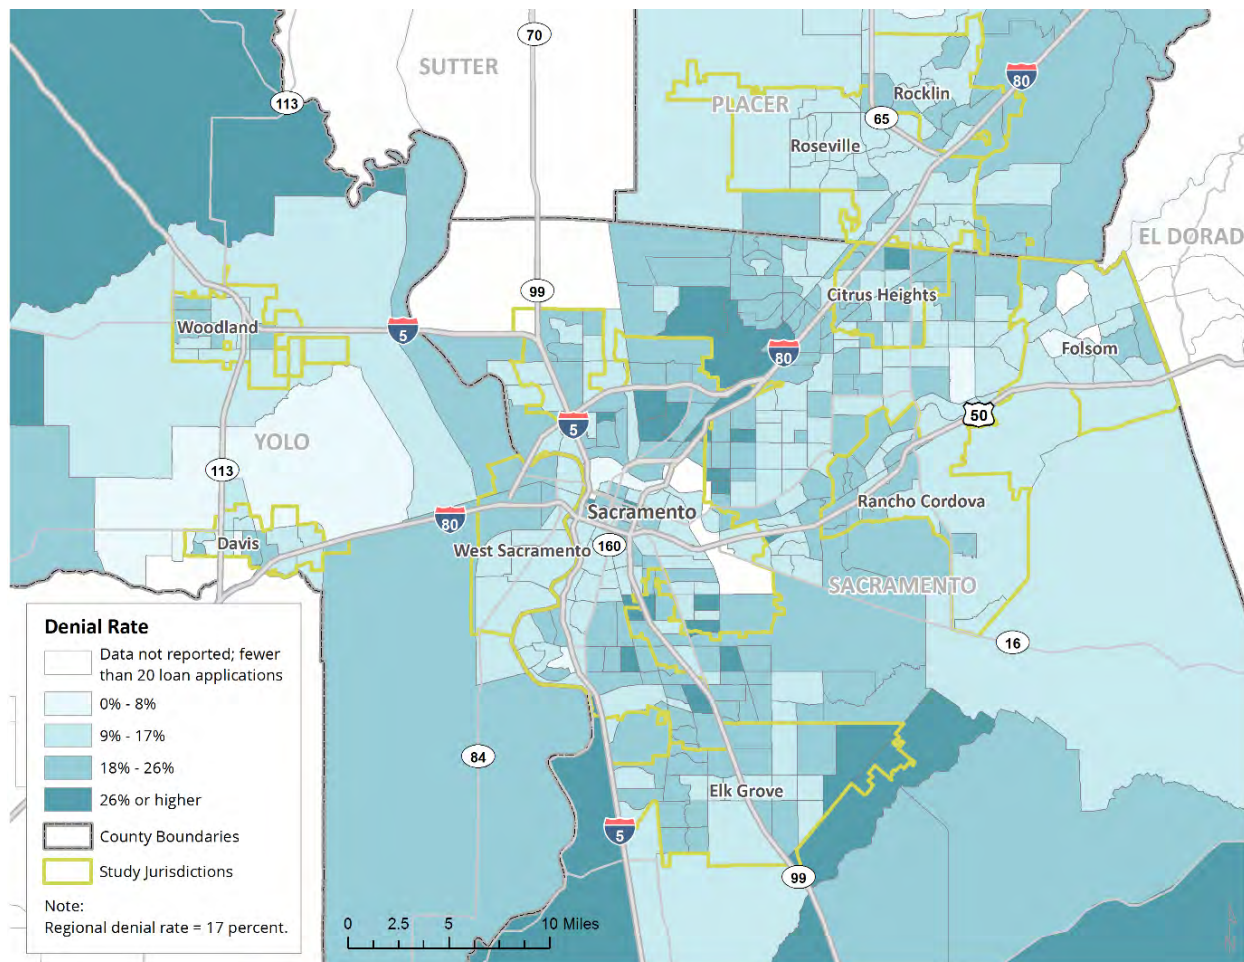 70
SUTTER
80
113
Rocklin
PLACER
65
Roseville
EL DORAD
99
Citrus Heights
Woodland
5
80
Folsom
50
5
YOLO
113
Rancho Cordova
Sacramento
80
Davis
West Sacramento
160
SACRAMENTO
16
84
Elk Grove
5
99
Denial Rate
Data not reported; fewer
than 20 loan applications
0% - 8%
9% - 17%
18% - 26%
26% or higher
County Boundaries
Study Jurisdictions
Note:
Regional denial rate = 17 percent.
0 2.5 5 10 Miles